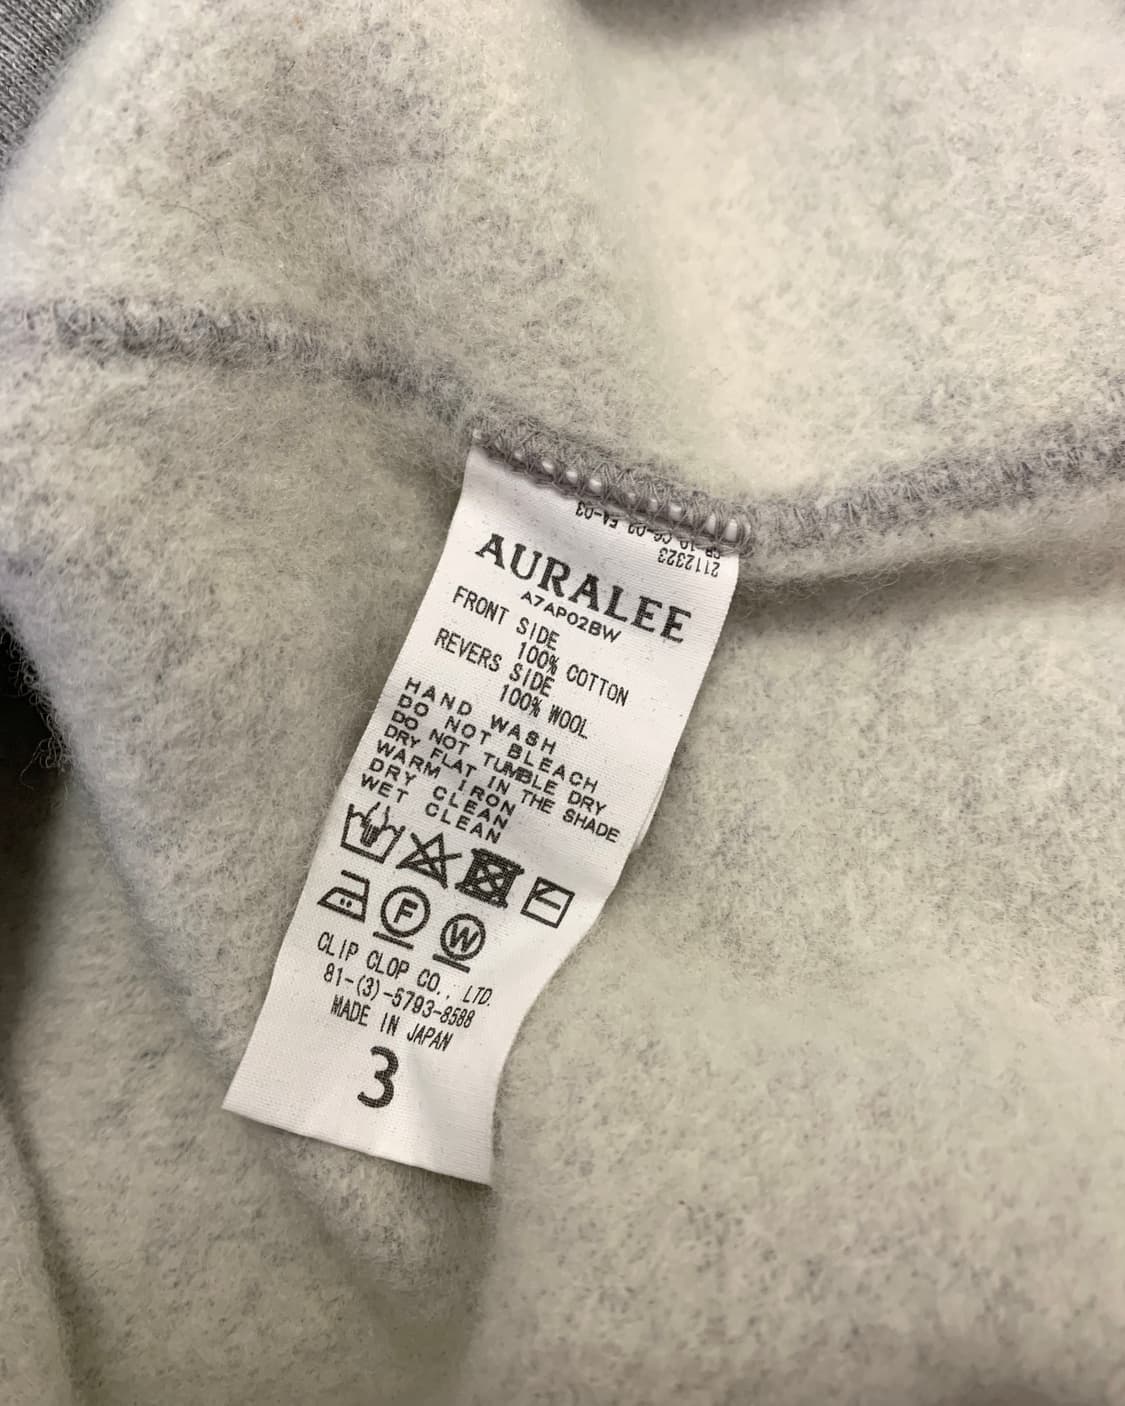 AURALEE
A7AP02BW
FRONT SIDE
100% COTTON
REVERS SIDE
100% WOOL
HAND WASH
DO NOT BLEACH
DO NOT TUMBLE DRY
DRY FLAT IN THE SHADE
WARM IRON
DRY CLEAN
WET CLEAN
F
W
CLIP CLOP CO., LTD.
81-(3)-5793-8588
MADE IN JAPAN
3
2112323